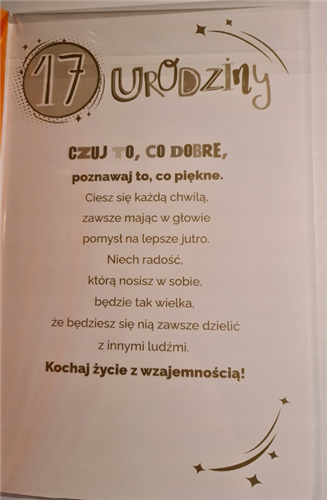 17 URODZINY
CZUJ TO, CO DOBRE,
poznawaj to, co piękne.
Ciesz się każdą chwilą,
zawsze mając w głowie
pomysł na lepsze jutro.
Niech radość,
którą nosisz w sobie,
będzie tak wielka,
że będziesz się nią zawsze dzielić
z innymi ludźmi.
Kochaj życie z wzajemnością!